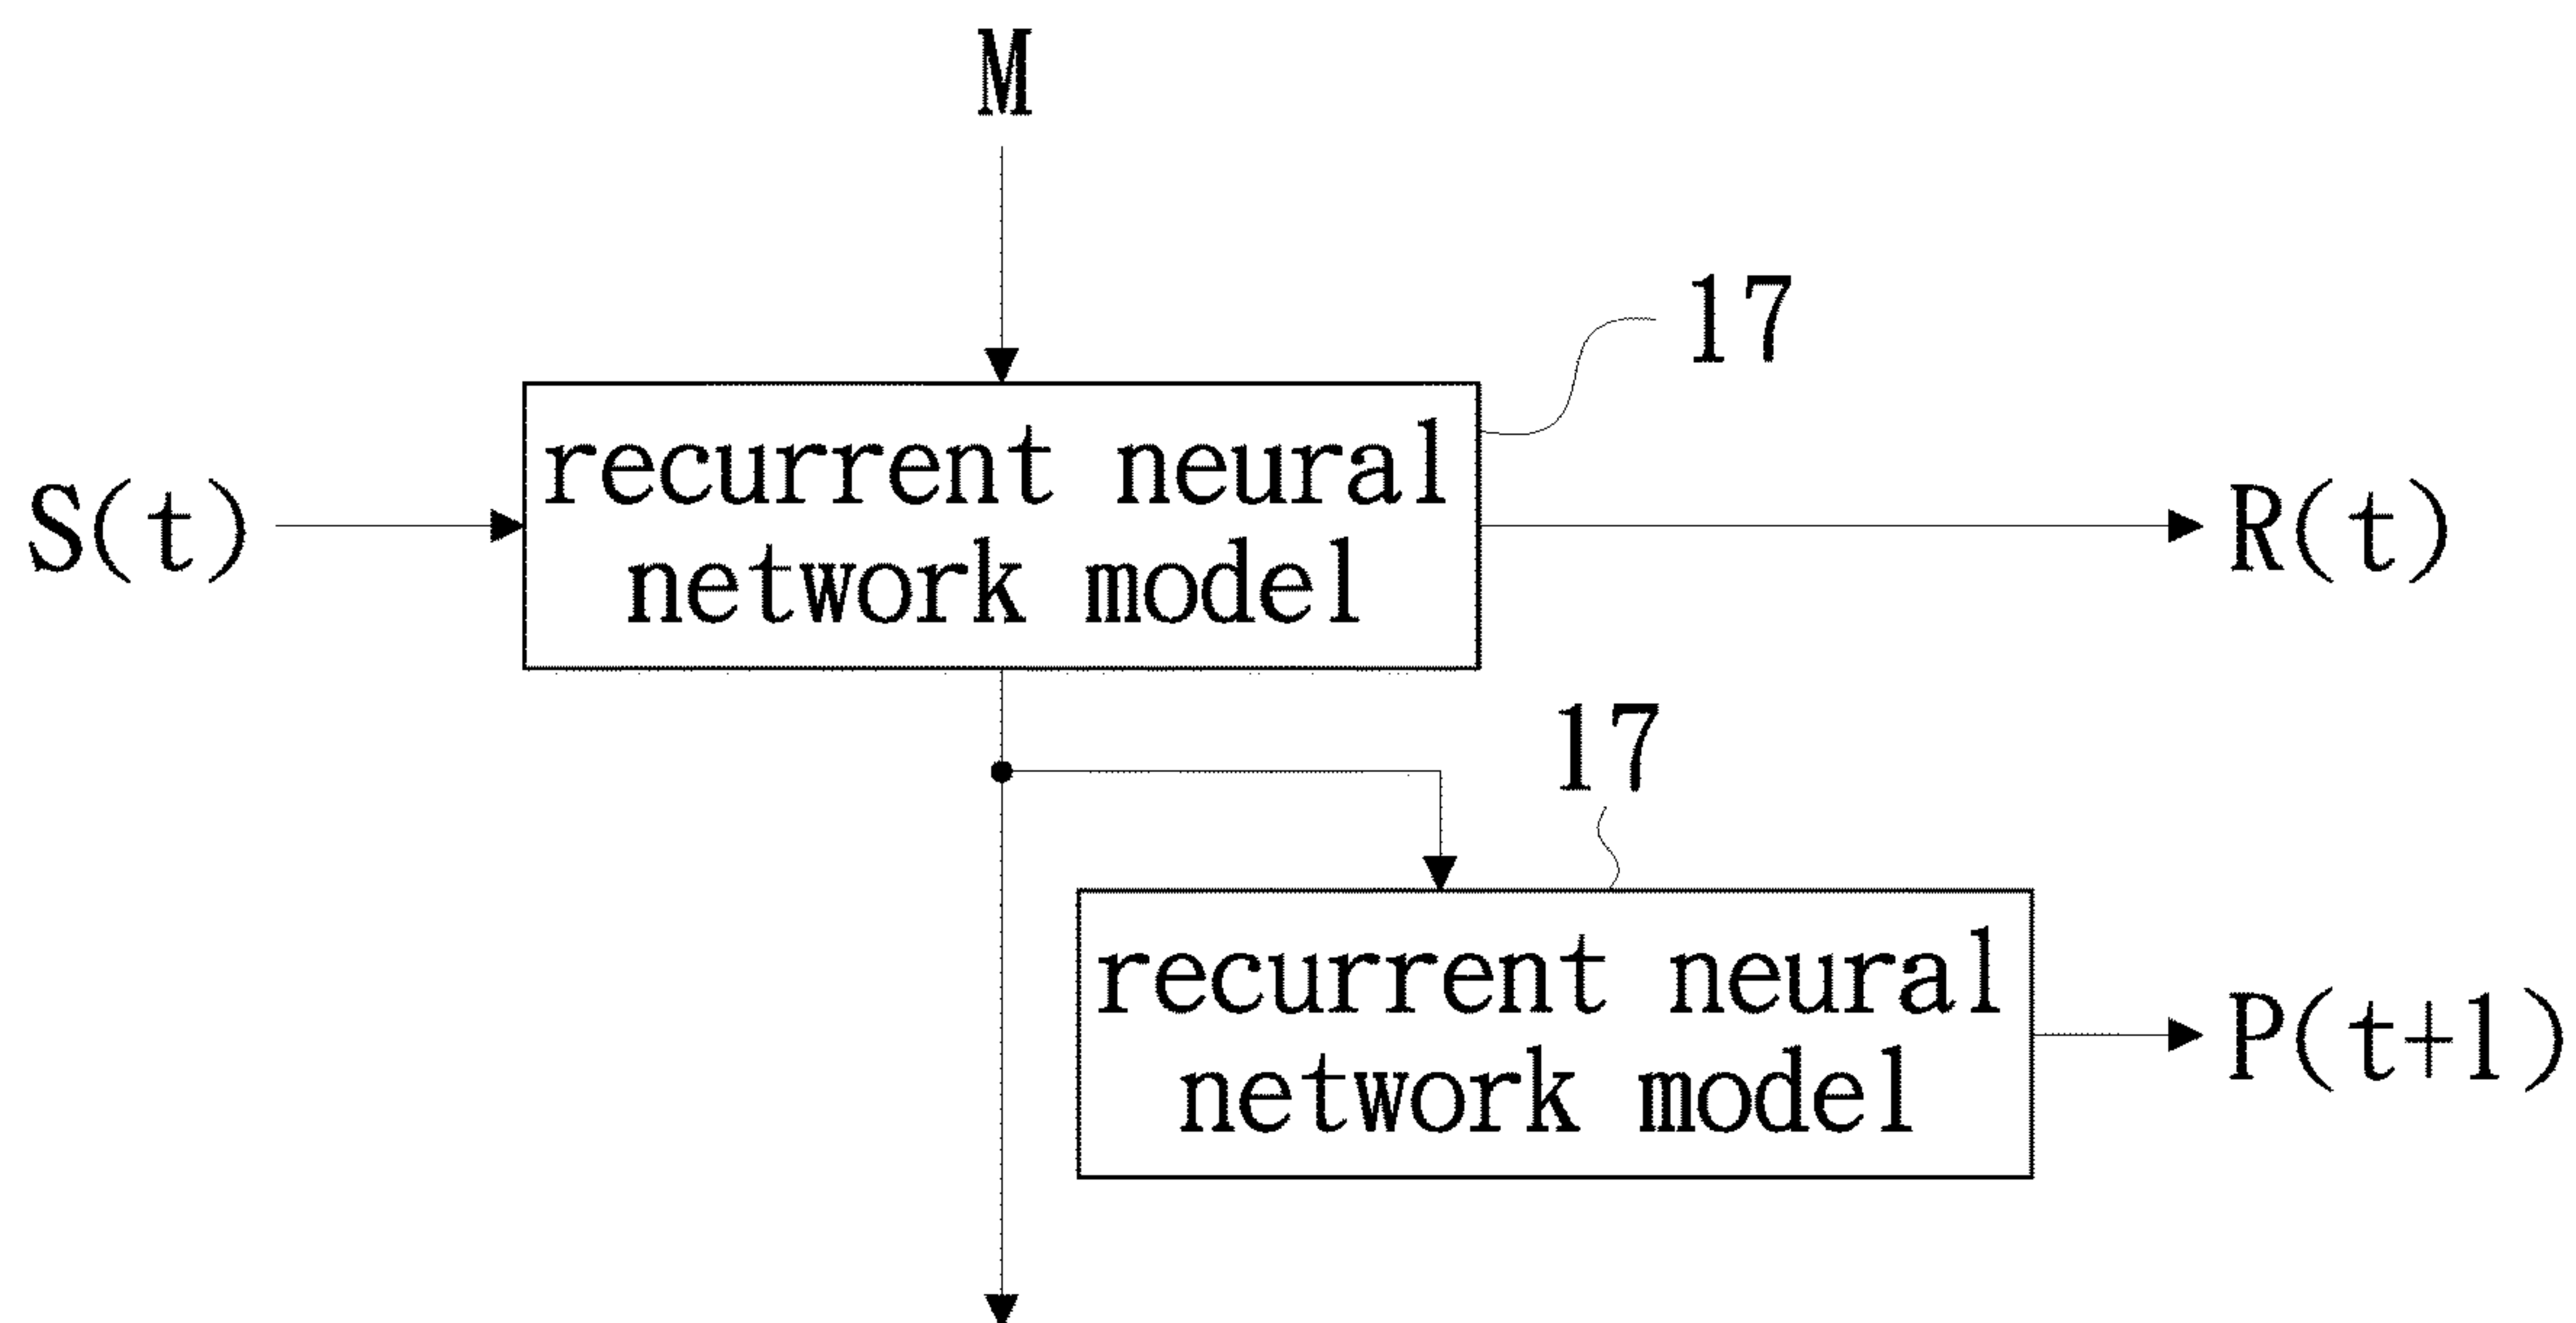 M
17
S(t)
recurrent neural
network model
R(t)
17
recurrent neural
network model
P(t+1)